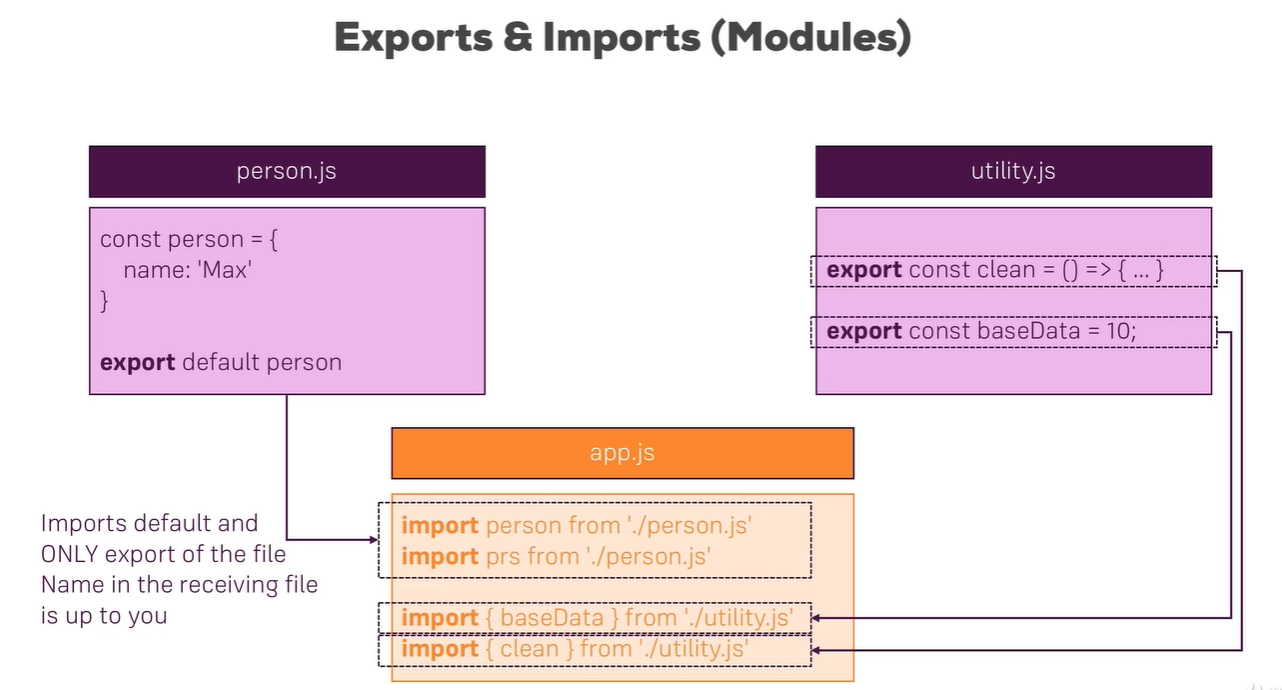 Exports & Imports (Modules)
person.js
const person = {
name: 'Max'
}
export default person
utility.js
export const clean = () => { ... }
export const baseData = 10;
app.js
import person from './person.js'
import prs from './person.js'
import { baseData } from './utility.js'
import { clean } from './utility.js'
Imports default and
ONLY export of the file
Name in the receiving file
is up to you